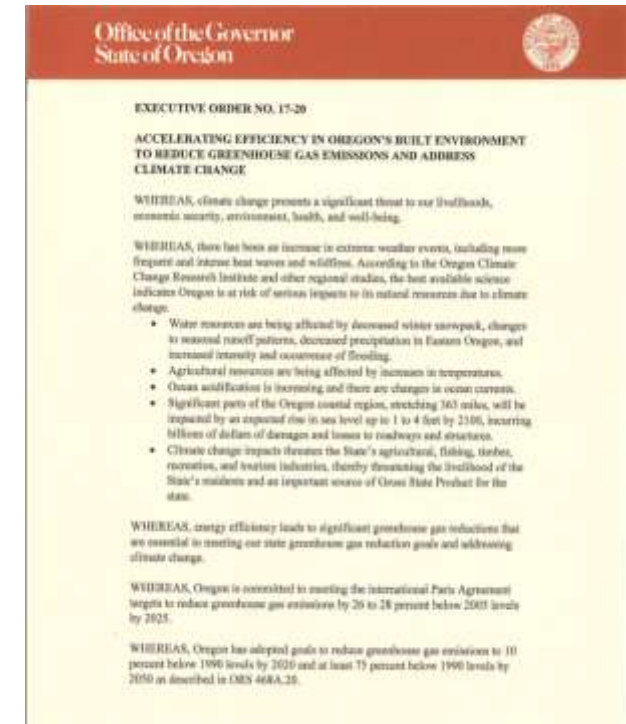 Office of the Governor
State of Oregon
EXECUTIVE ORDER NO. 17-20
ACCELERATING EFFICIENCY IN OREGON'S BUILT ENVIRONMENT
TO REDUCE GREENHOUSE GAS EMISSIONS AND ADDRESS
CLIMATE CHANGE
WHEREAS, climate change presents a significant threat to our livelihoods,
economic security, environment, health, and well-being.
WHEREAS, there has been an increase in extreme weather events, including more
frequent and intense heat waves and wildfires. According to the Oregon Climate
Change Research Institute and other regional studies, the best available science
indicates Oregon is at risk of serious impacts to its natural resources due to climate
change.
• Water resources are being affected by decreased winter snowpack, changes
to seasonal runoff patterns, decreased precipitation in Eastern Oregon, and
increased intensity and occurrence of flooding.
• Agricultural resources are being affected by increases in temperatures.
• Ocean acidification is increasing and there are changes in ocean currents.
• Significant parts of the Oregon coastal region, stretching 363 miles, will be
impacted by an expected rise in sea level up to 1 to 4 feet by 2100, incurring
billions of dollars of damages and losses to roadways and structures.
• Climate change impacts threaten the State's agricultural, fishing, timber,
recreation, and tourism industries, thereby threatening the livelihood of the
State's residents and an important source of Gross State Product for the
state.
WHEREAS, energy efficiency leads to significant greenhouse gas reductions that
are essential to meeting our state greenhouse gas reduction goals and addressing
climate change.
WHEREAS, Oregon is committed to meeting the international Paris Agreement
targets to reduce greenhouse gas emissions by 26 to 28 percent below 2005 levels
by 2025.
WHEREAS, Oregon has adopted goals to reduce greenhouse gas emissions to 10
percent below 1990 levels by 2020 and at least 75 percent below 1990 levels by
2050 as described in ORS 468A.20.